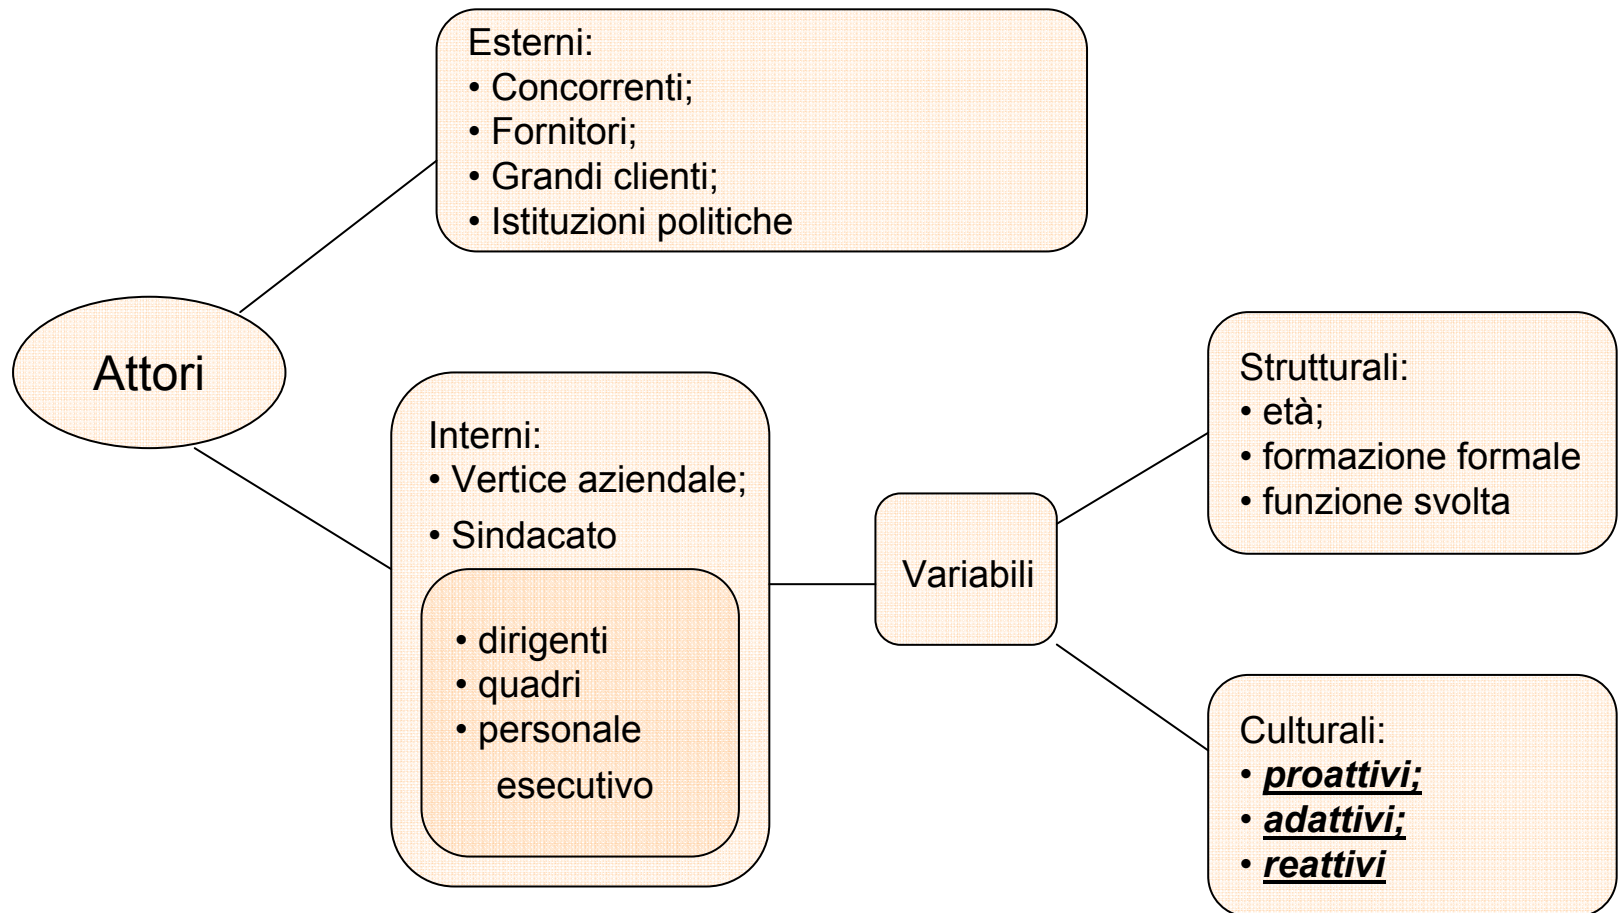 Esterni:
• Concorrenti;
• Fornitori;
• Grandi clienti;
• Istituzioni politiche
Attori
Interni:
• Vertice aziendale;
• Sindacato
• dirigenti
• quadri
• personale
esecutivo
Variabili
Strutturali:
• età;
• formazione formale
• funzione svolta
Culturali:
• proattivi;
• adattivi;
• reattivi